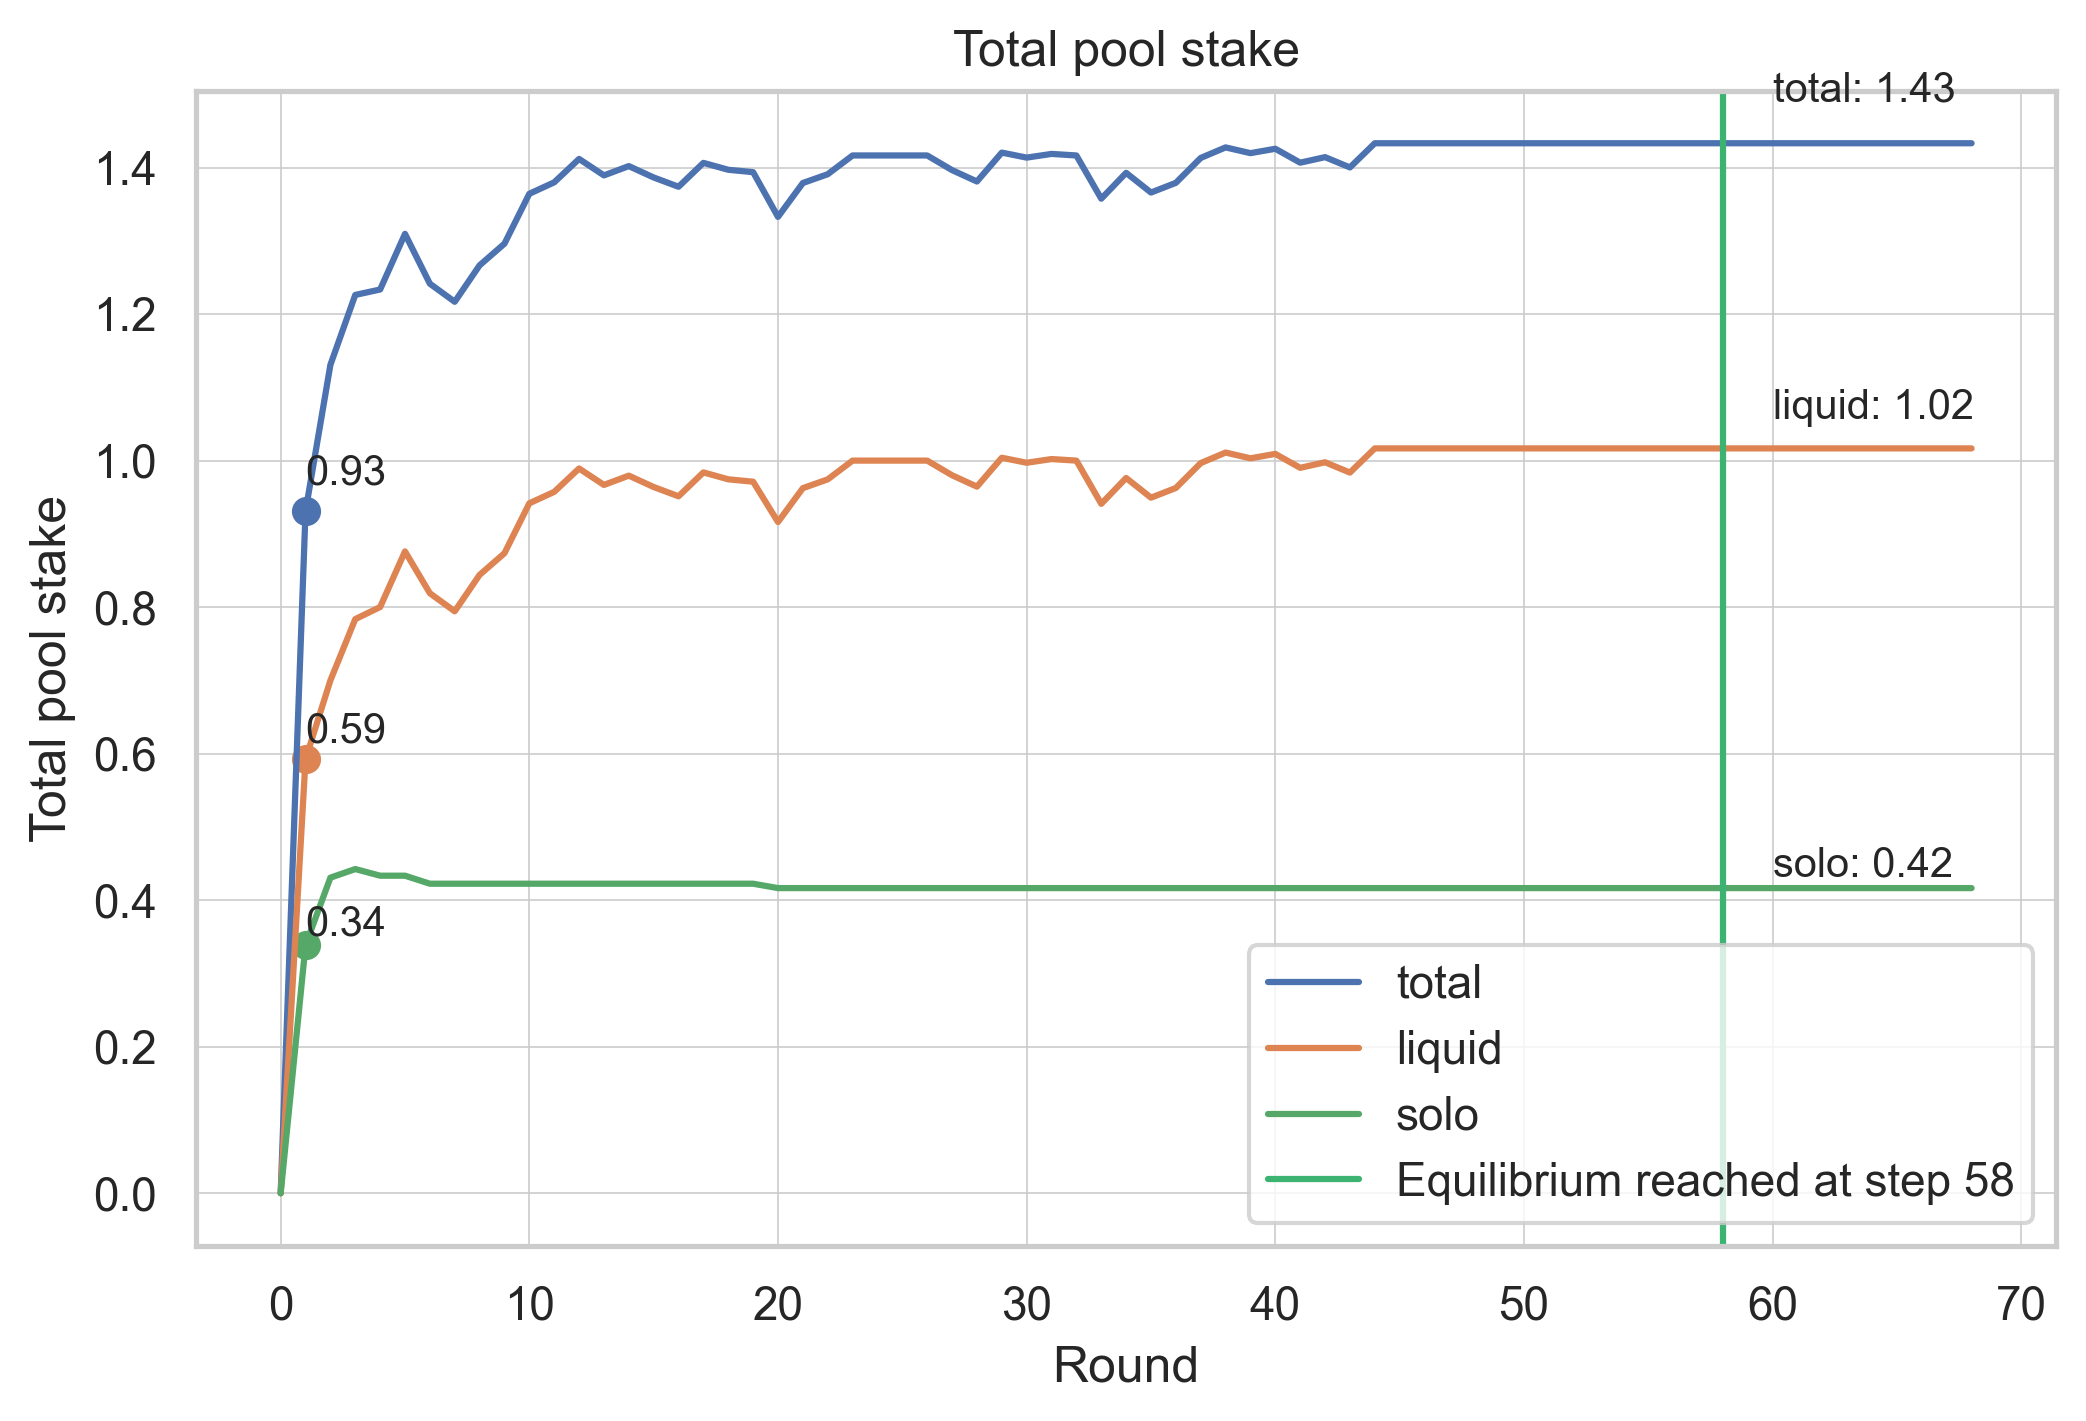 Total pool stake
total: 1.43
liquid: 1.02
solo: 0.42
0.93
0.59
0.34
Total pool stake
1.4
1.2
1.0
0.8
0.6
0.4
0.2
0.0
total
liquid
solo
Equilibrium reached at step 58
0 10 20 30 40 50 60 70
Round